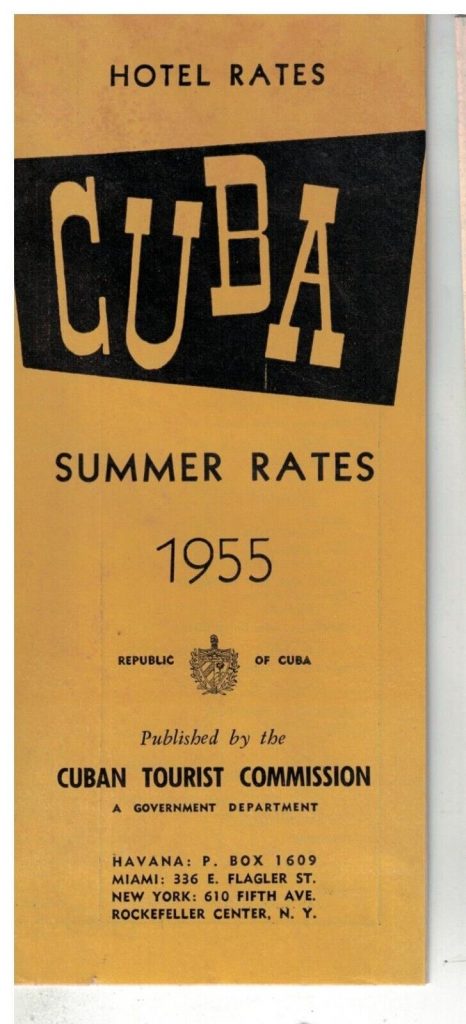 HOTEL RATES
CUBA
SUMMER RATES
1955
REPUBLIC OF CUBA
Published by the
CUBAN TOURIST COMMISSION
A GOVERNMENT DEPARTMENT
HAVANA: P. BOX 1609
MIAMI: 336 E. FLAGLER ST.
NEW YORK: 610 FIFTH AVE.
ROCKEFELLER CENTER, N. Y.